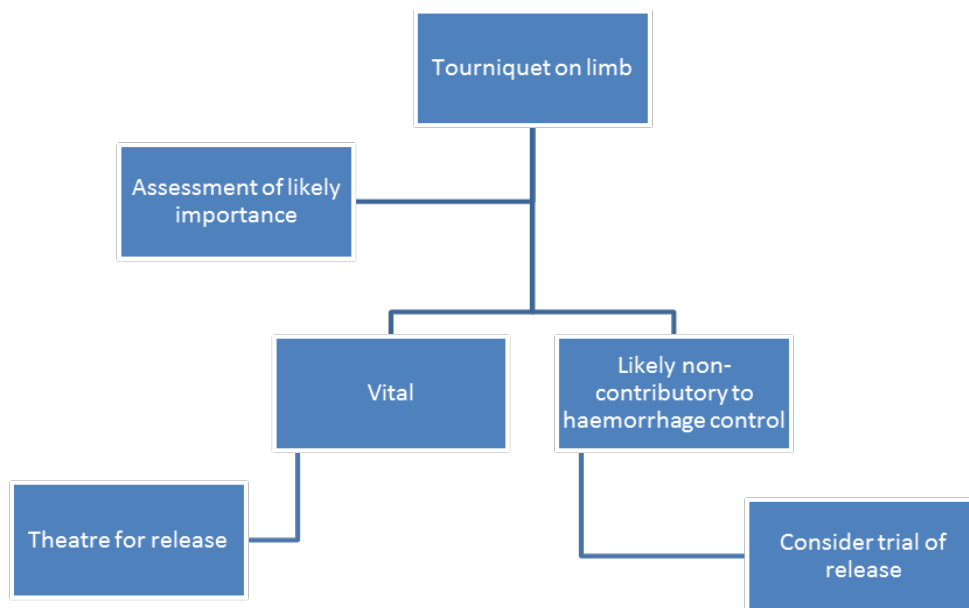 Tourniquet on limb
Assessment of likely
importance
Vital
Likely non-
contributory to
haemorrhage control
Theatre for release
Consider trial of
release